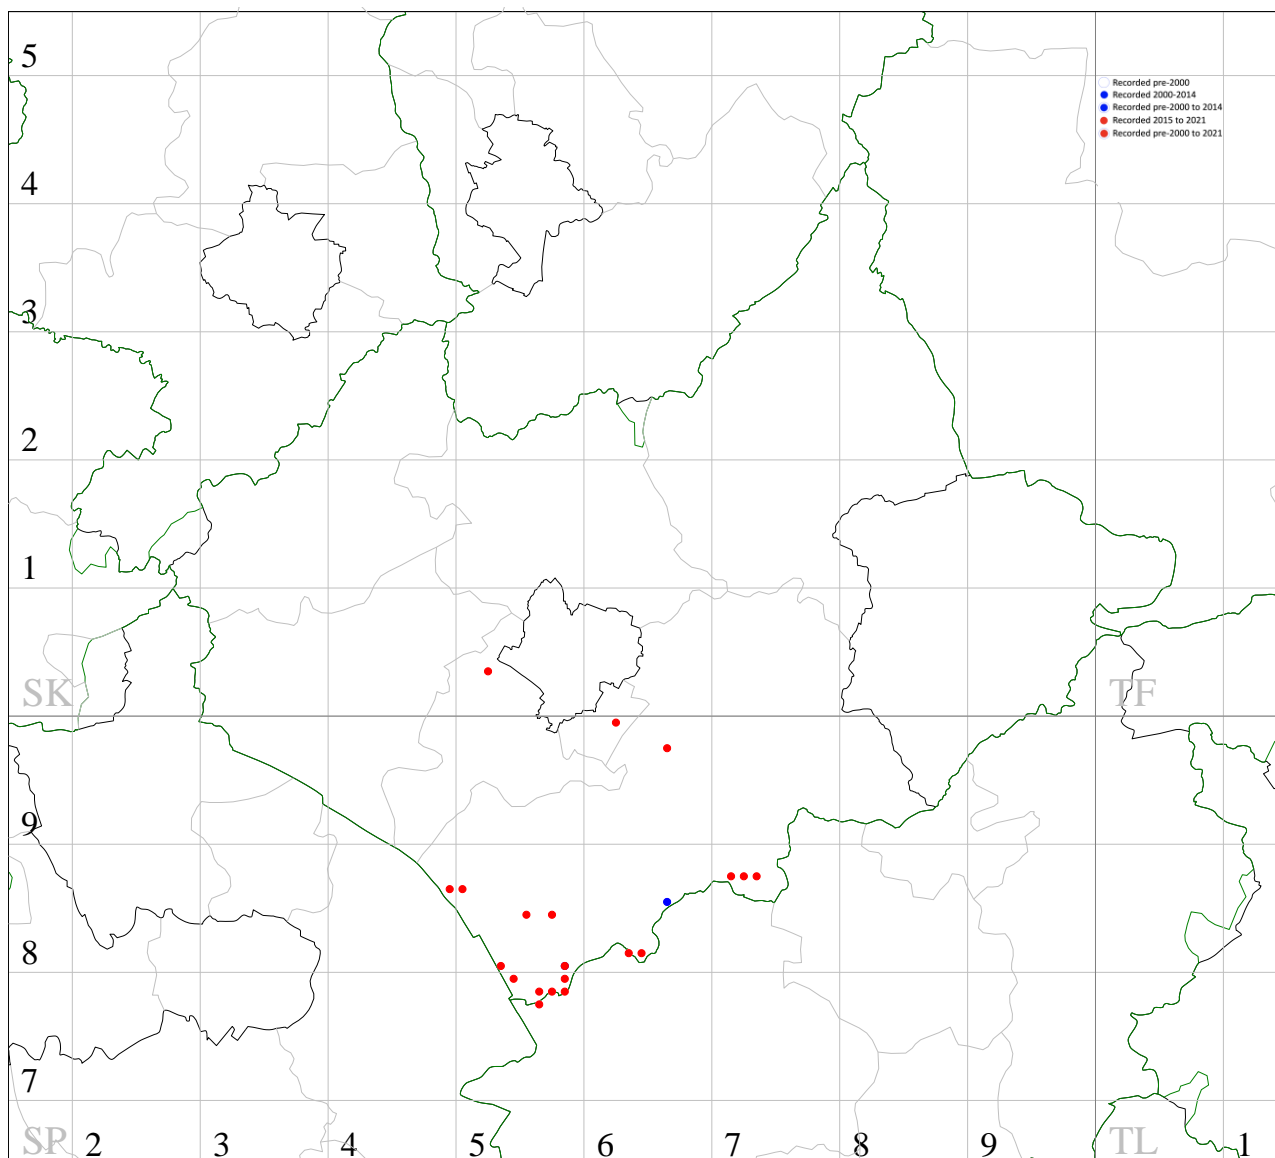 5
Recorded pre-2000
Recorded 2000-2014
Recorded pre-2000 to 2014
Recorded 2015 to 2021
Recorded pre-2000 to 2021
4
3
2
1
SK
TF
9
8
7
SP 2 3 4 5 6 7 8 9 TL 1